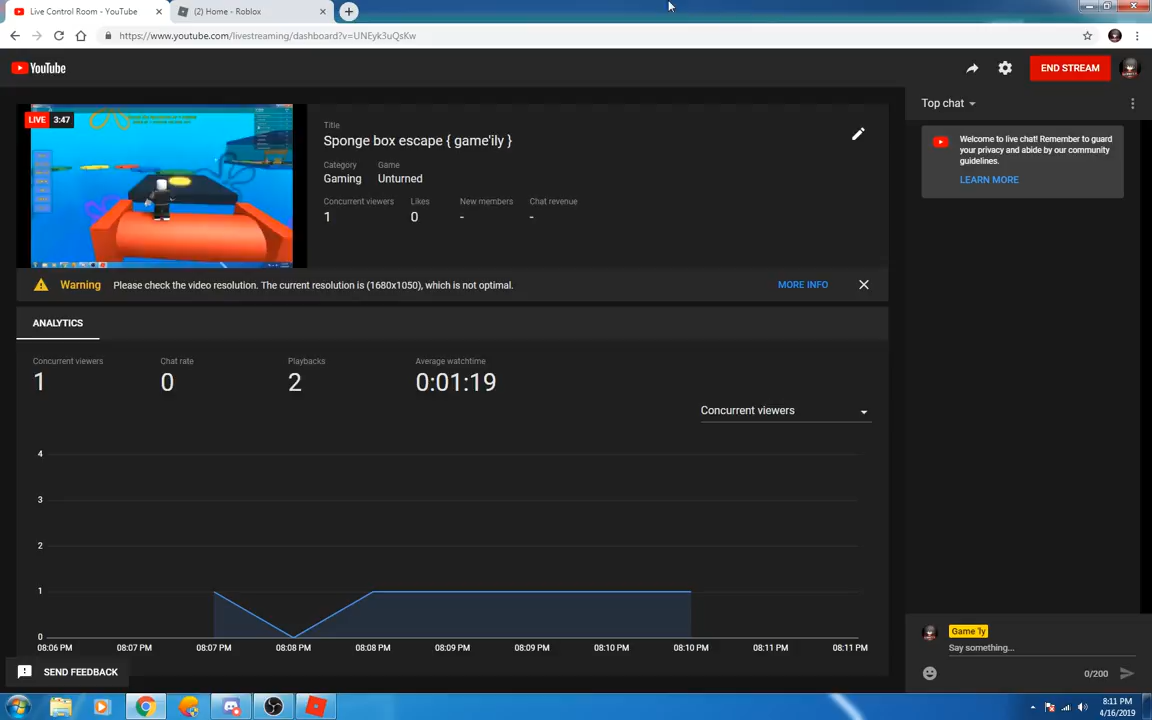 Live Control Room - YouTube
(2) Home - Roblox
https://www.youtube.com/livestreaming/dashboard?v=UNEyk3uQsKw
YouTube
END STREAM
LIVE 3:47
Title
Sponge box escape { game'ily }
Category
Game
Gaming
Unturned
Concurrent viewers
Likes
New members
Chat revenue
1
0
-
-
Warning
Please check the video resolution. The current resolution is (1680x1050), which is not optimal.
MORE INFO
ANALYTICS
Concurrent viewers
Chat rate
Playbacks
Average watchtime
1
0
2
0:01:19
Concurrent viewers
4
3
2
1
0
08:06 PM
08:07 PM
08:07 PM
08:08 PM
08:08 PM
08:09 PM
08:09 PM
08:10 PM
08:10 PM
08:11 PM
08:11 PM
SEND FEEDBACK
Top chat
Welcome to live chat! Remember to guard
your privacy and abide by our community
guidelines.
LEARN MORE
Game 'ly
Say something...
0/200
8:11 PM
4/16/2019